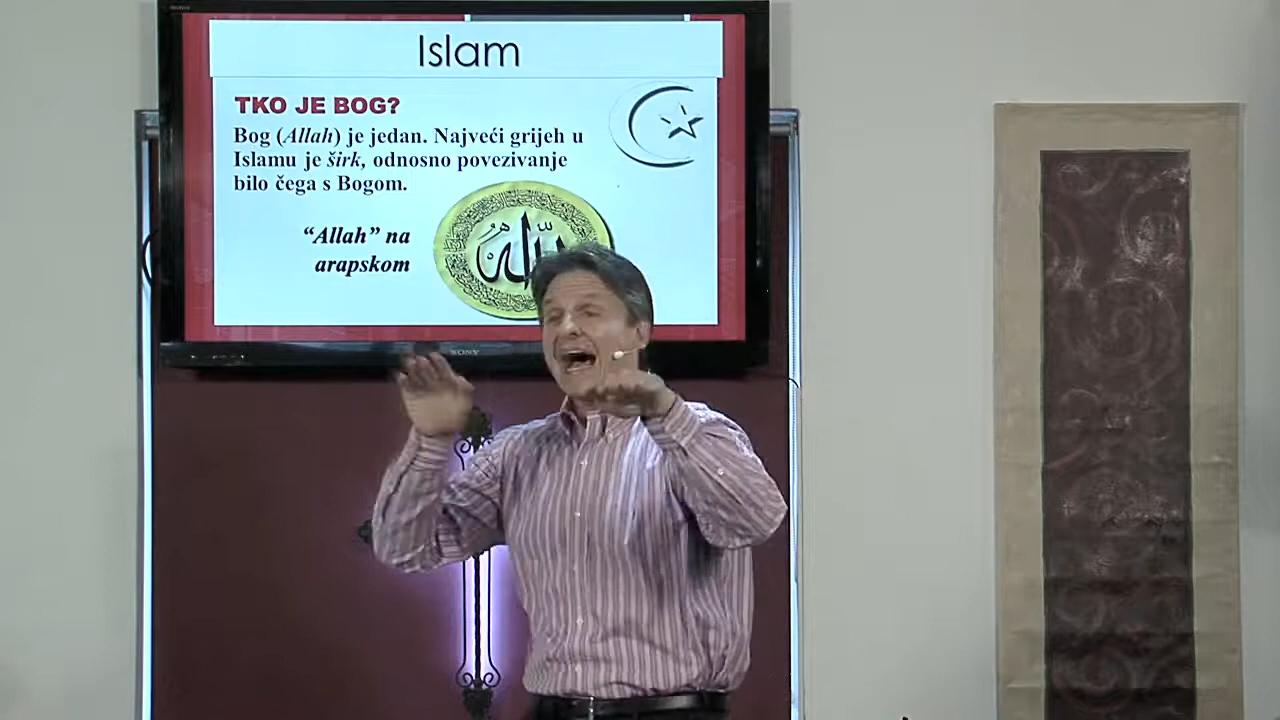 Islam
TKO JE BOG?
Bog (Allah) je jedan. Najveći grijeh u
Islamu je širk, odnosno povezivanje
bilo čega s Bogom.
“Allah” na
arapskom
الله
SONY